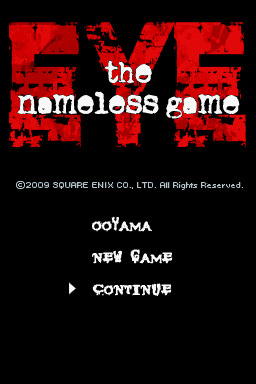 EYE
the
nameless game
©2009 SQUARE ENIX CO., LTD. All Rights Reserved.
OOYAMA
NEW GAME
CONTINUE